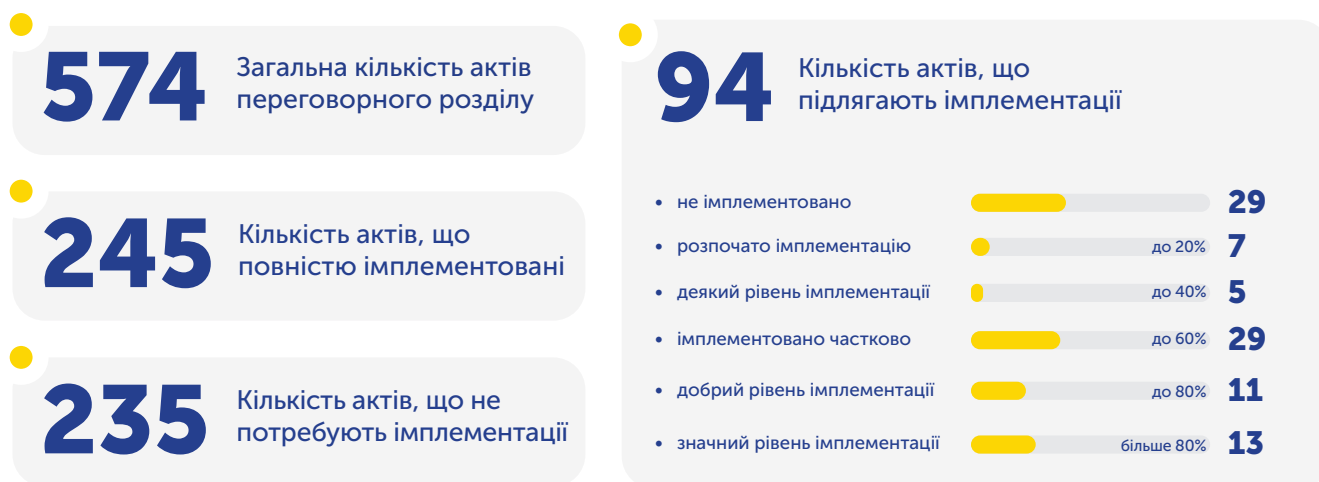 574
Загальна кількість актів
переговорного розділу
245
Кількість актів, що
повністю імплементовані
235
Кількість актів, що не
потребують імплементації
94
Кількість актів, що
підлягають імплементації
• не імплементовано 29
• розпочато імплементацію до 20% 7
• деякий рівень імплементації до 40% 5
• імплементовано частково до 60% 29
• добрий рівень імплементації до 80% 11
• значний рівень імплементації більше 80% 13